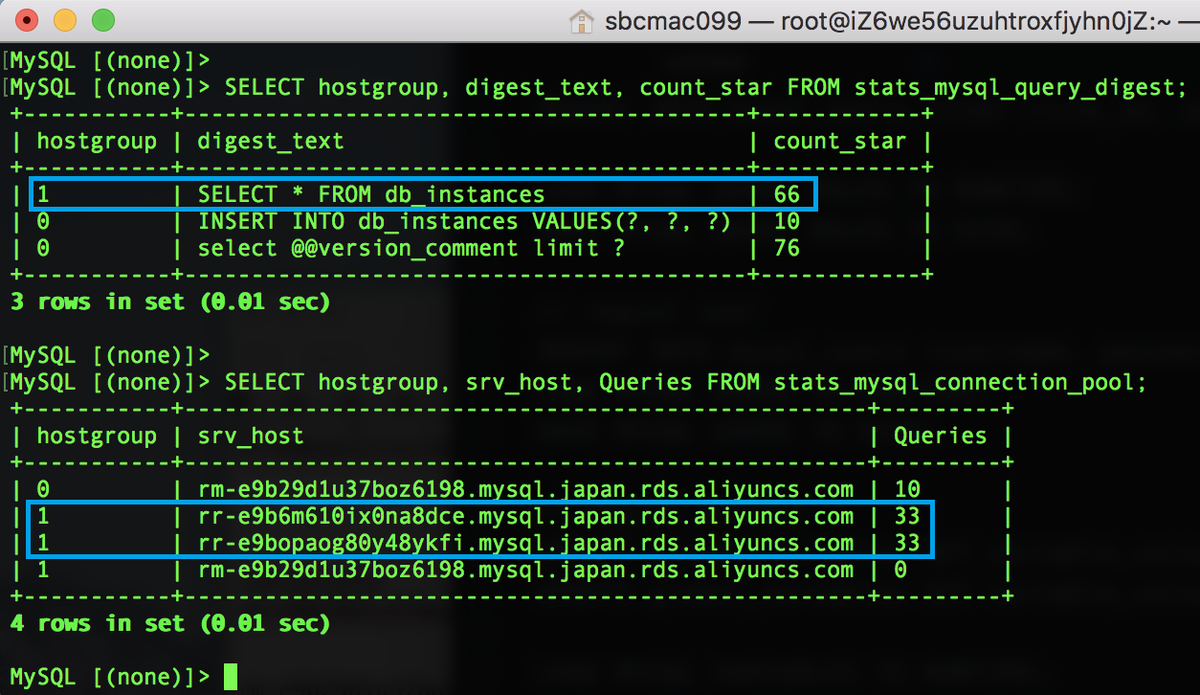 sbcmac099 — root@iZ6we56uzuhtroxfjyhn0jZ:~ —
[MySQL [(none)]>
[MySQL [(none)]> SELECT hostgroup, digest_text, count_star FROM stats_mysql_query_digest;
+-----------+------------------------------------------+------------+
| hostgroup | digest_text                              | count_star |
+-----------+------------------------------------------+------------+
| 1         | SELECT * FROM db_instances               | 66         |
| 0         | INSERT INTO db_instances VALUES(?, ?, ?) | 10         |
| 0         | select @@version_comment limit ?         | 76         |
+-----------+------------------------------------------+------------+
3 rows in set (0.01 sec)
[MySQL [(none)]>
[MySQL [(none)]> SELECT hostgroup, srv_host, Queries FROM stats_mysql_connection_pool;
+-----------+---------------------------------------------------+---------+
| hostgroup | srv_host                                          | Queries |
+-----------+---------------------------------------------------+---------+
| 0         | rm-e9b29d1u37boz6198.mysql.japan.rds.aliyuncs.com | 10      |
| 1         | rr-e9b6m610ix0na8dce.mysql.japan.rds.aliyuncs.com | 33      |
| 1         | rr-e9bopaog80y48ykfi.mysql.japan.rds.aliyuncs.com | 33      |
| 1         | rm-e9b29d1u37boz6198.mysql.japan.rds.aliyuncs.com | 0       |
+-----------+---------------------------------------------------+---------+
4 rows in set (0.01 sec)
MySQL [(none)]>